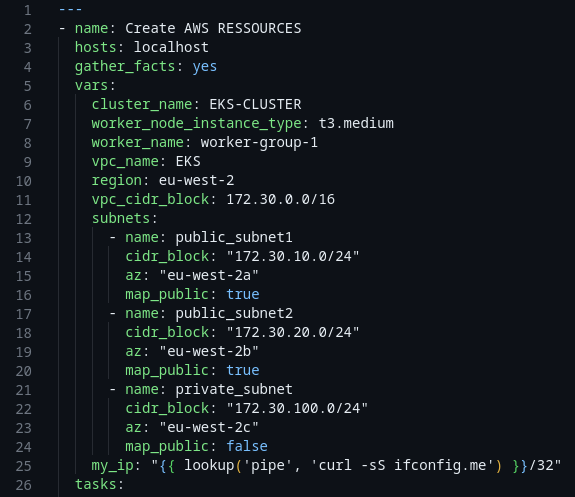 1 ---
2 - name: Create AWS RESSOURCES
3   hosts: localhost
4   gather_facts: yes
5   vars:
6     cluster_name: EKS-CLUSTER
7     worker_node_instance_type: t3.medium
8     worker_name: worker-group-1
9     vpc_name: EKS
10     region: eu-west-2
11     vpc_cidr_block: 172.30.0.0/16
12     subnets:
13       - name: public_subnet1
14         cidr_block: "172.30.10.0/24"
15         az: "eu-west-2a"
16         map_public: true
17       - name: public_subnet2
18         cidr_block: "172.30.20.0/24"
19         az: "eu-west-2b"
20         map_public: true
21       - name: private_subnet
22         cidr_block: "172.30.100.0/24"
23         az: "eu-west-2c"
24         map_public: false
25     my_ip: "{{ lookup('pipe', 'curl -sS ifconfig.me') }}/32"
26   tasks: